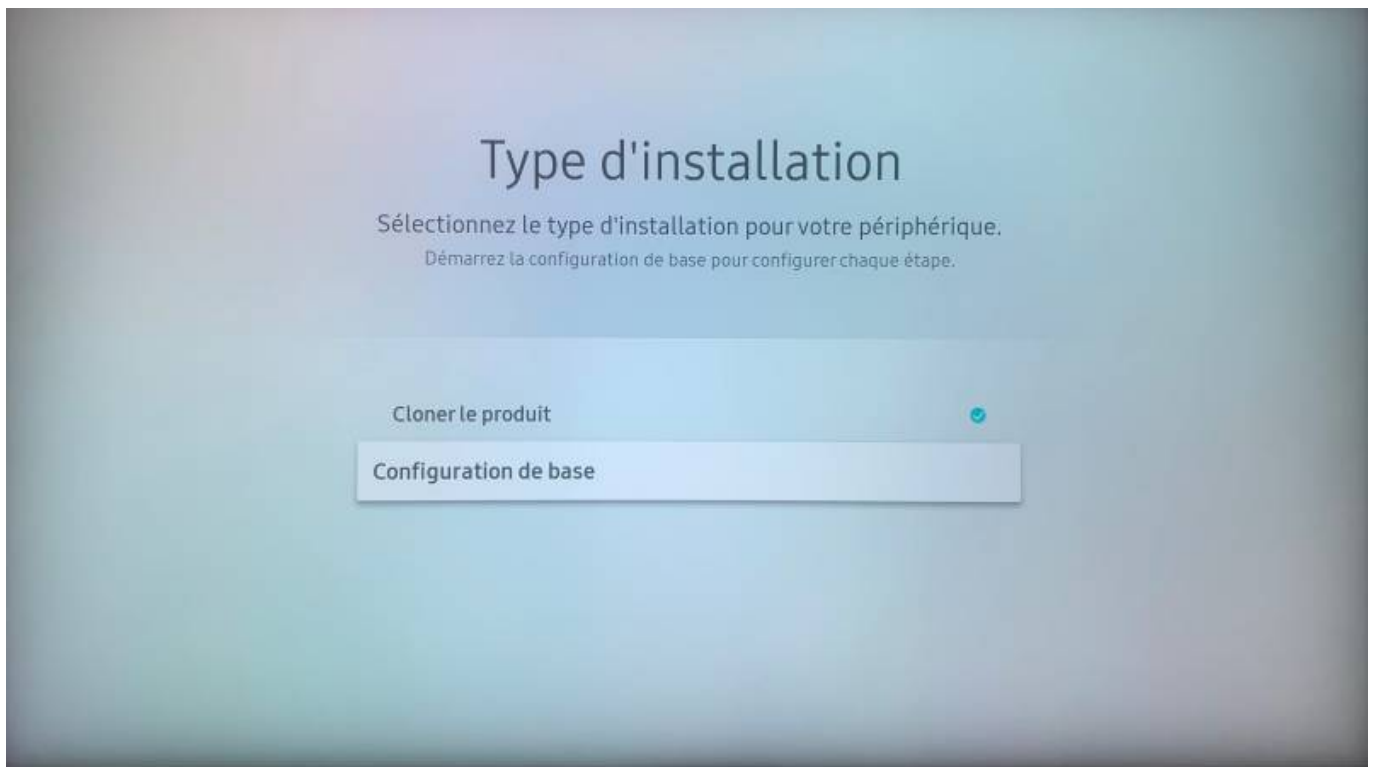 Type d'installation
Sélectionnez le type d'installation pour votre périphérique.
Démarrez la configuration de base pour configurer chaque étape.
Cloner le produit
Configuration de base